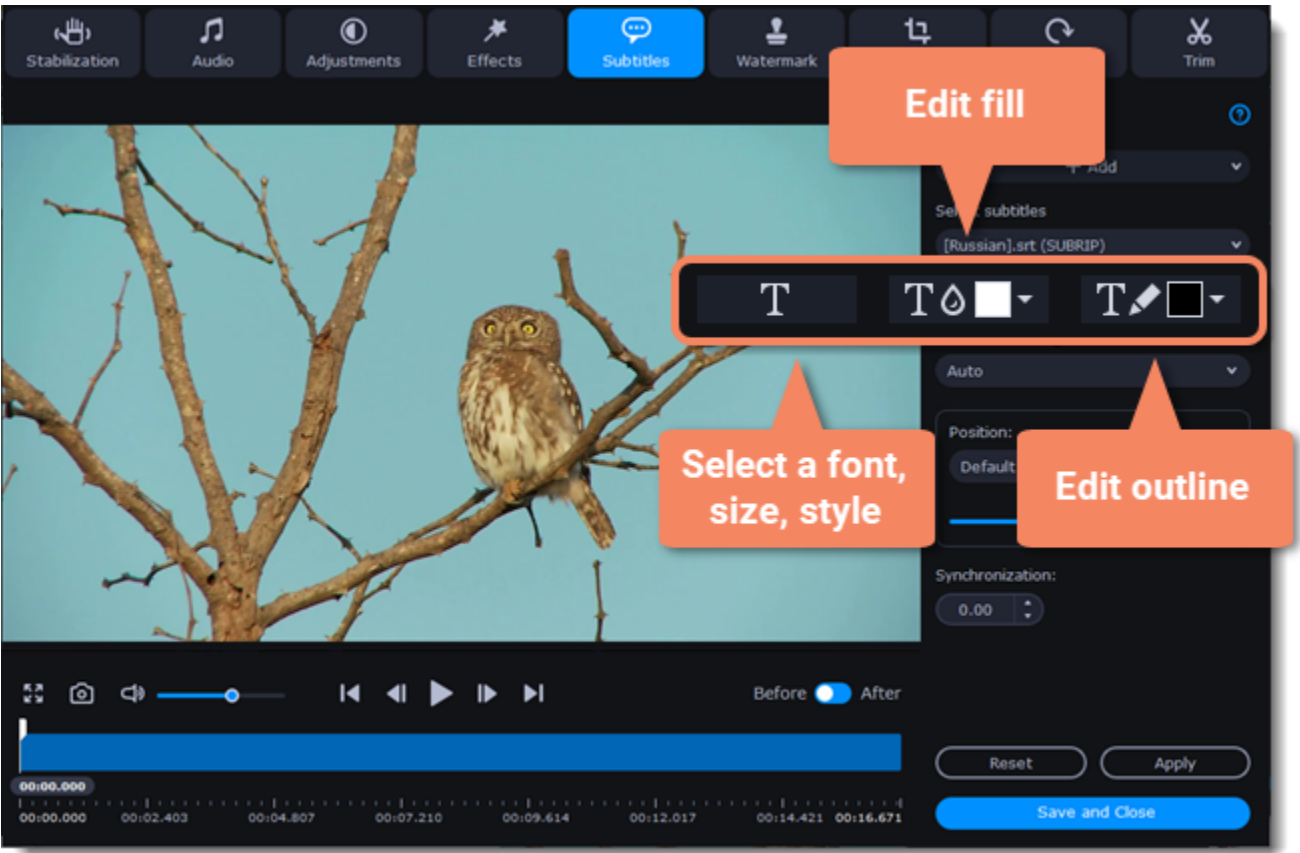 Stabilization
Audio
Adjustments
Effects
Subtitles
Watermark
Trim
Edit fill
+ Add
subtitles
[Russian].srt (SUBRIP)
T
T
T
Auto
Select a font,
size, style
Position:
Default
Edit outline
Synchronization:
0.00
Before
After
Reset
Apply
00:00.000
00:00.000 00:02.403 00:04.807 00:07.210 00:09.614 00:12.017 00:14.421 00:16.671
Save and Close